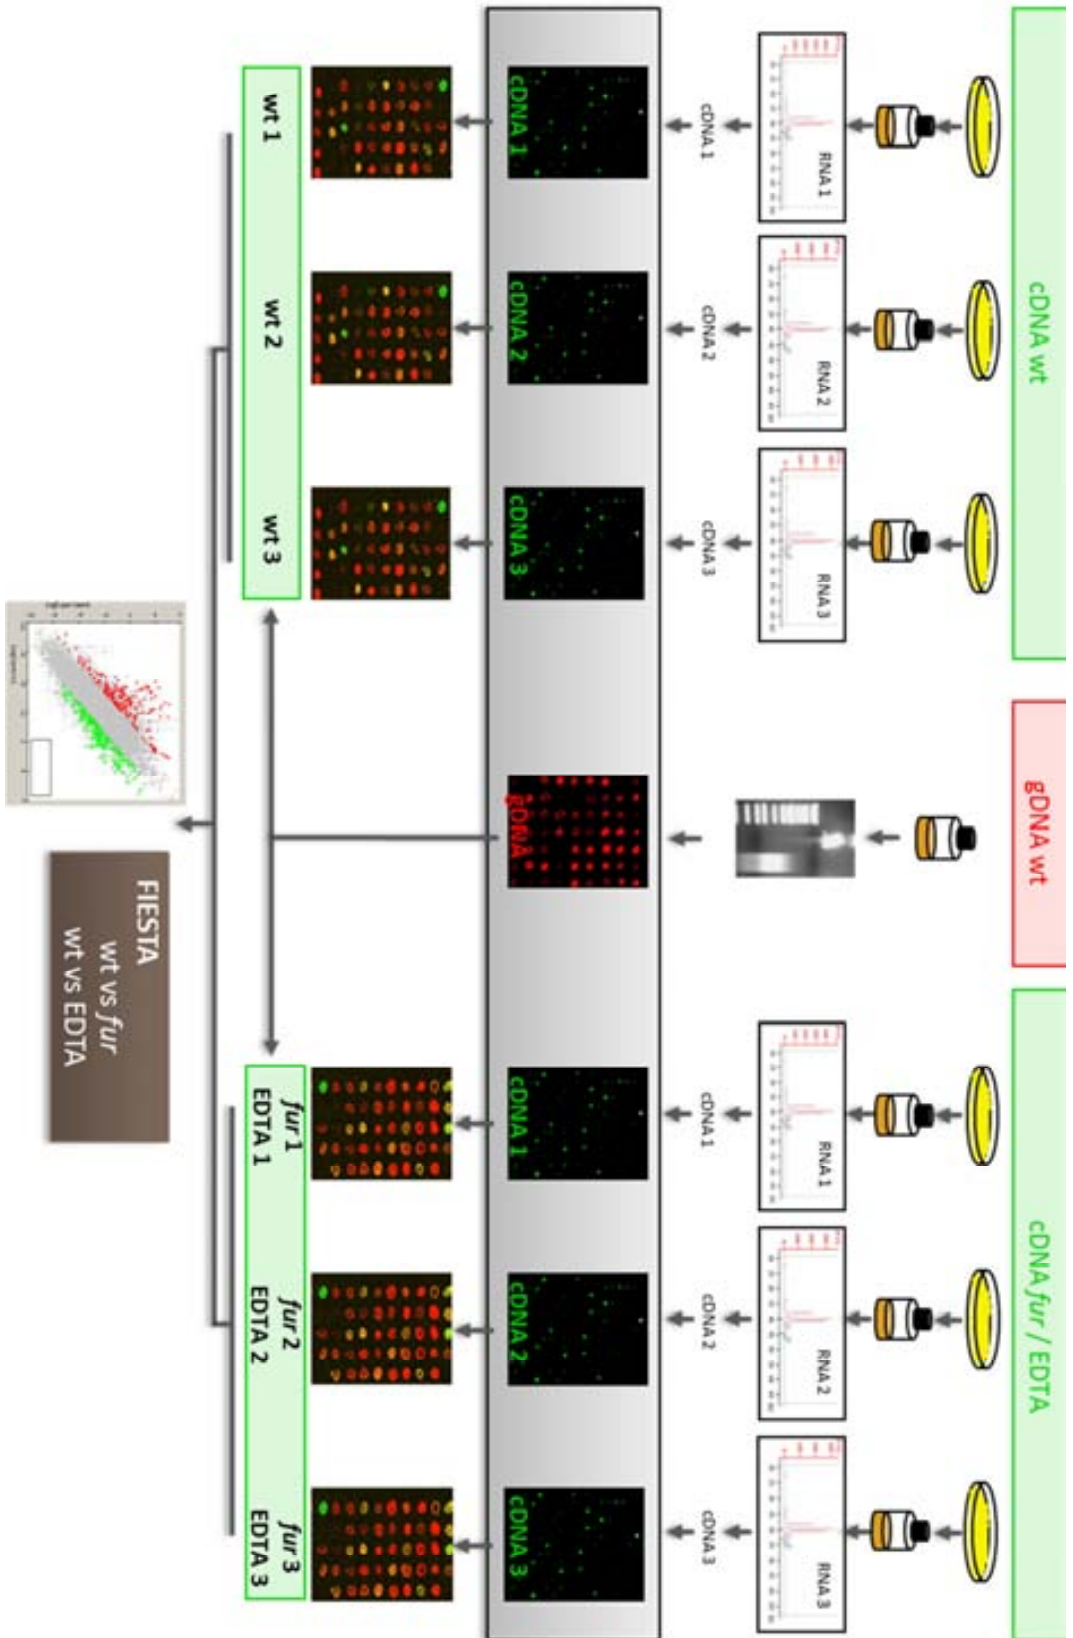 cDNA wt
gDNA wt
cDNA fur / EDTA
RNA 1
RNA 2
RNA 3
RNA 1
RNA 2
RNA 3
cDNA 1
cDNA 2
cDNA 3
cDNA 1
cDNA 2
cDNA 3
cDNA 1
cDNA 2
cDNA 3
gDNA
cDNA 1
cDNA 2
cDNA 3
wt 1
wt 2
wt 3
fur 1
EDTA 1
fur 2
EDTA 2
fur 3
EDTA 3
FIESTA
wt vs fur
wt vs EDTA